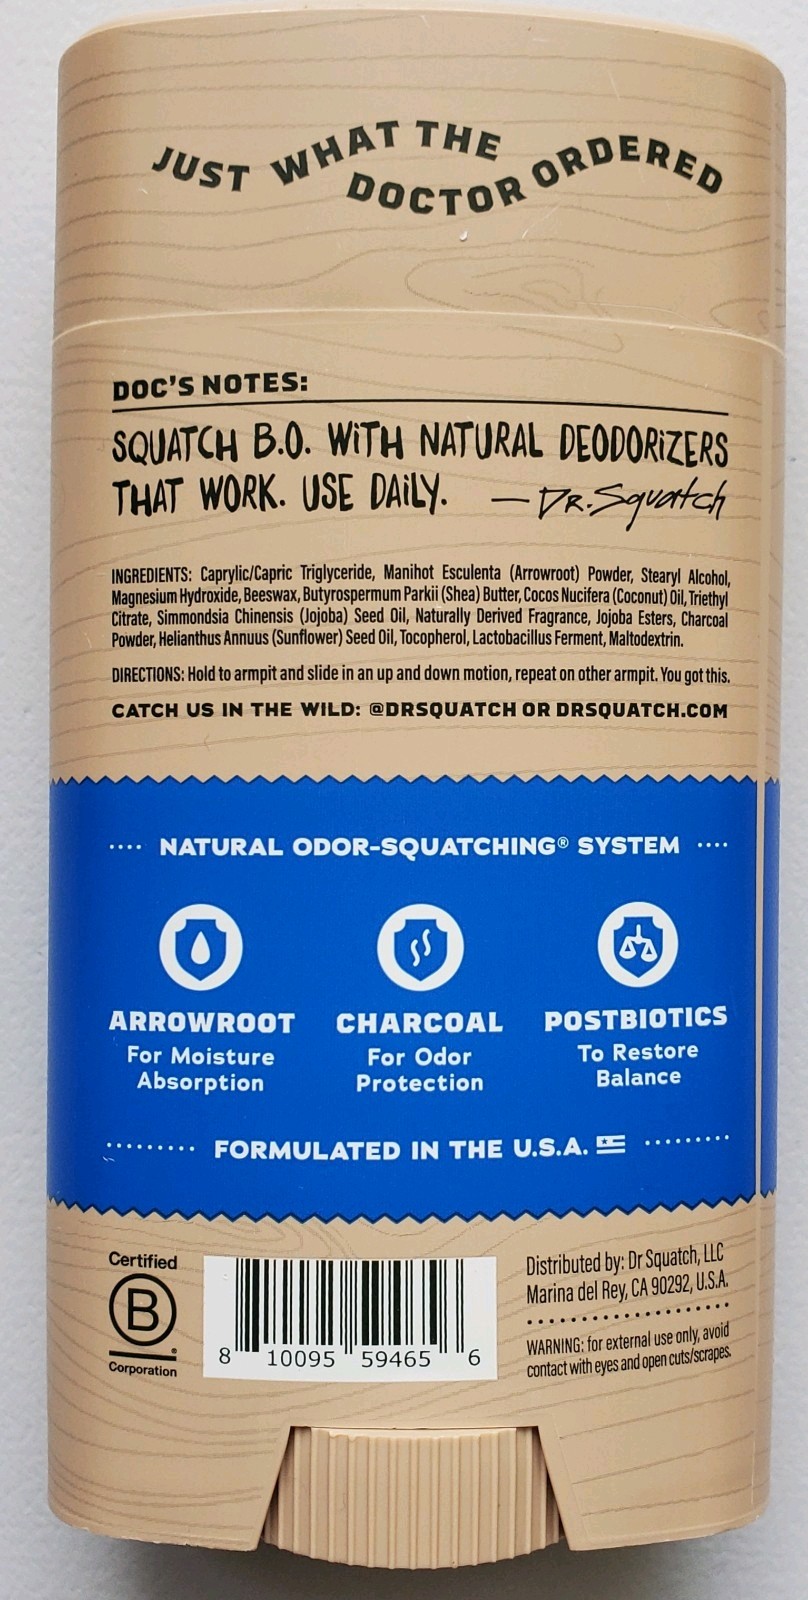 JUST WHAT THE DOCTOR ORDERED
DOC'S NOTES:
SQUATCH B.O. WiTH NATURAL DEODORiZERS
THAT WORK. USE DAiLY. — DR. Squatch
INGREDIENTS: Caprylic/Capric Triglyceride, Manihot Esculenta (Arrowroot) Powder, Stearyl Alcohol,
Magnesium Hydroxide, Beeswax, Butyrospermum Parkii (Shea) Butter, Cocos Nucifera (Coconut) Oil, Triethyl
Citrate, Simmondsia Chinensis (Jojoba) Seed Oil, Naturally Derived Fragrance, Jojoba Esters, Charcoal
Powder, Helianthus Annuus (Sunflower) Seed Oil, Tocopherol, Lactobacillus Ferment, Maltodextrin.
DIRECTIONS: Hold to armpit and slide in an up and down motion, repeat on other armpit. You got this.
CATCH US IN THE WILD: @DRSQUATCH OR DRSQUATCH.COM
NATURAL ODOR-SQUATCHING® SYSTEM
ARROWROOT
For Moisture
Absorption
CHARCOAL
For Odor
Protection
POSTBIOTICS
To Restore
Balance
FORMULATED IN THE U.S.A.
Certified
B
®
Corporation
8 10095 59465 6
Distributed by: Dr Squatch, LLC
Marina del Rey, CA 90292, U.S.A.
WARNING: for external use only, avoid
contact with eyes and open cuts/scrapes.